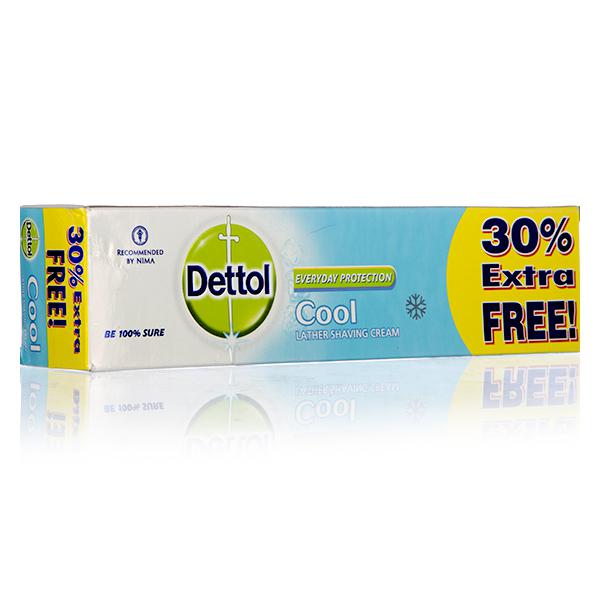 Dettol
Cool
30% Extra
FREE!
RECOMMENDED
BY NIMA
BE 100% SURE
Dettol
EVERYDAY PROTECTION
Cool
LATHER SHAVING CREAM
30%
Extra
FREE!